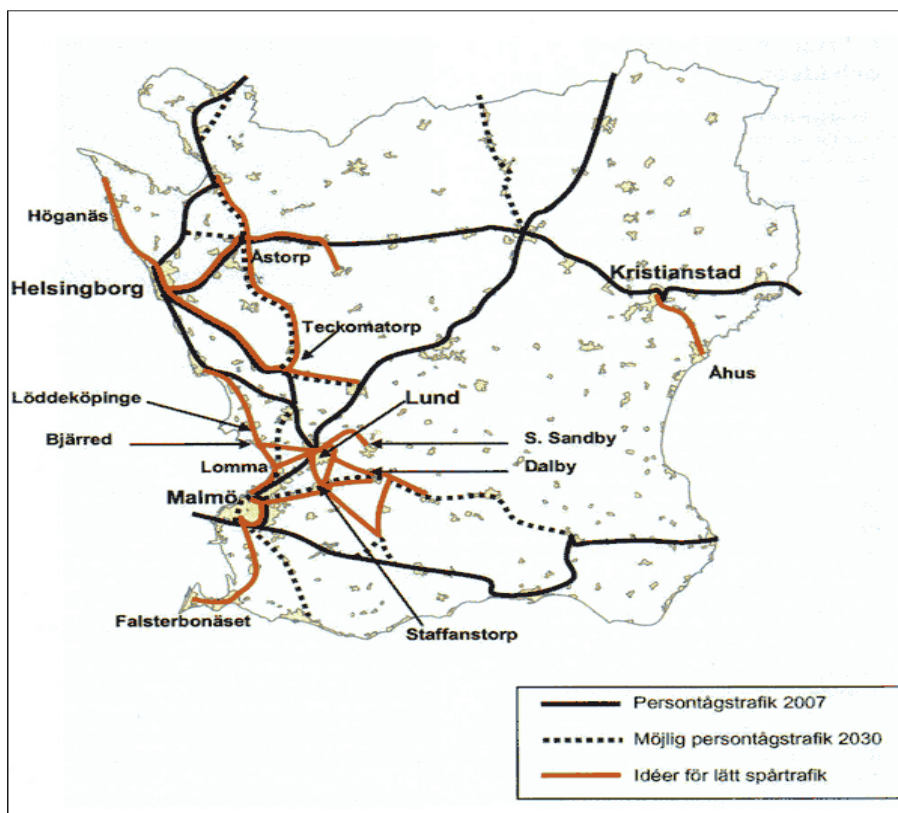 Höganäs
Åstorp
Helsingborg
Kristianstad
Teckomatorp
Åhus
Löddeköpinge
Lund
Bjärred
S. Sandby
Lomma
Dalby
Malmö
Falsterbonäset
Staffanstorp
Persontågstrafik 2007
Möjlig persontågstrafik 2030
Idéer för lätt spårtrafik